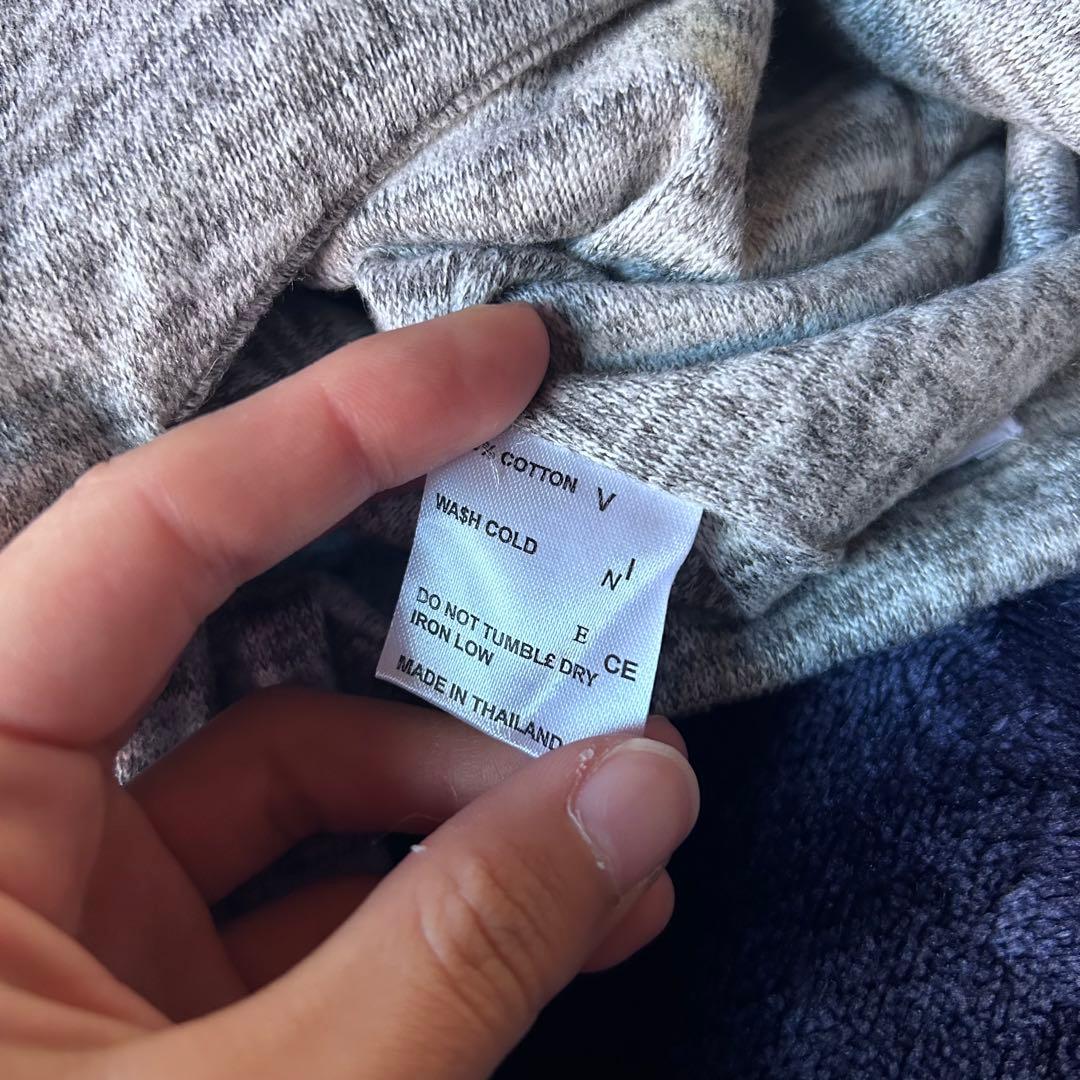 % COTTON V
WA$H COLD
N I
E CE
DO NOT TUMBL£ DRY
IRON LOW
MADE IN THAILAND